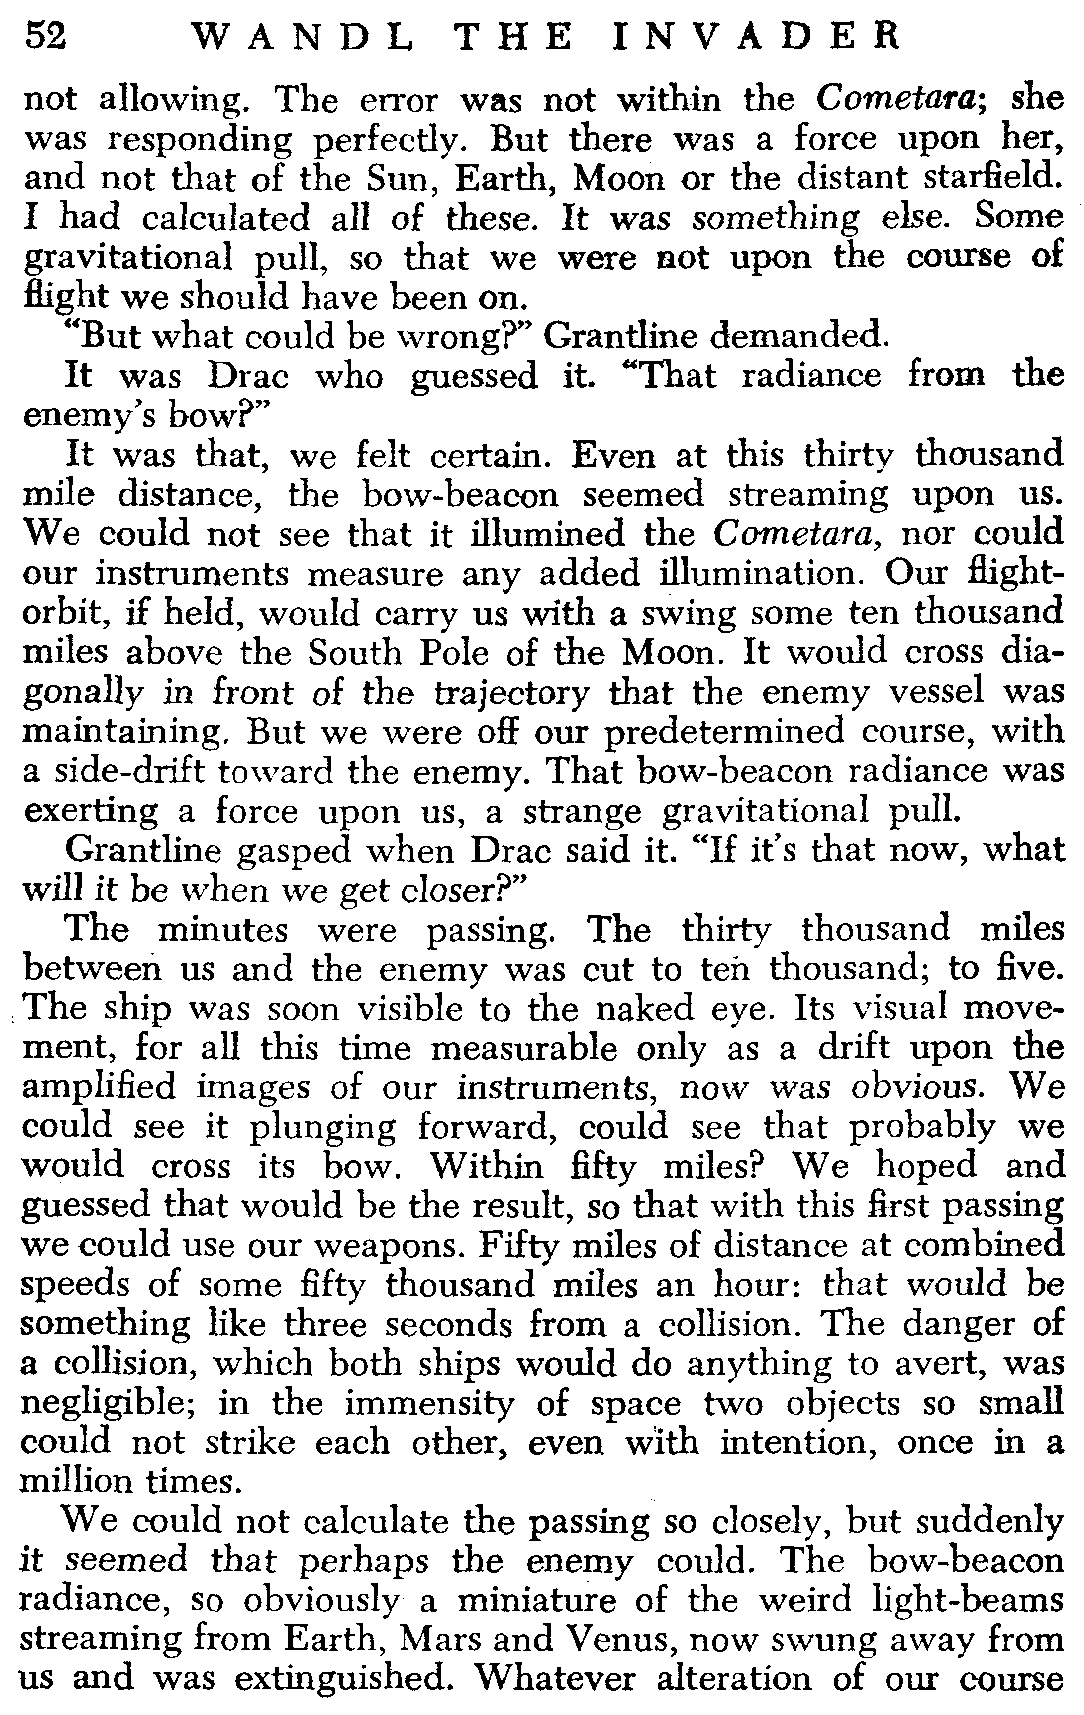 52 WANDL THE INVADER
not allowing. The error was not within the Cometara; she
was responding perfectly. But there was a force upon her,
and not that of the Sun, Earth, Moon or the distant starfield.
I had calculated all of these. It was something else. Some
gravitational pull, so that we were not upon the course of
flight we should have been on.
“But what could be wrong?” Grantline demanded.
It was Drac who guessed it. “That radiance from the
enemy's bow?”
It was that, we felt certain. Even at this thirty thousand
mile distance, the bow-beacon seemed streaming upon us.
We could not see that it illumined the Cometara, nor could
our instruments measure any added illumination. Our flight-
orbit, if held, would carry us with a swing some ten thousand
miles above the South Pole of the Moon. It would cross dia-
gonally in front of the trajectory that the enemy vessel was
maintaining. But we were off our predetermined course, with
a side-drift toward the enemy. That bow-beacon radiance was
exerting a force upon us, a strange gravitational pull.
Grantline gasped when Drac said it. “If it's that now, what
will it be when we get closer?”
The minutes were passing. The thirty thousand miles
between us and the enemy was cut to ten thousand; to five.
The ship was soon visible to the naked eye. Its visual move-
ment, for all this time measurable only as a drift upon the
amplified images of our instruments, now was obvious. We
could see it plunging forward, could see that probably we
would cross its bow. Within fifty miles? We hoped and
guessed that would be the result, so that with this first passing
we could use our weapons. Fifty miles of distance at combined
speeds of some fifty thousand miles an hour: that would be
something like three seconds from a collision. The danger of
a collision, which both ships would do anything to avert, was
negligible; in the immensity of space two objects so small
could not strike each other, even with intention, once in a
million times.
We could not calculate the passing so closely, but suddenly
it seemed that perhaps the enemy could. The bow-beacon
radiance, so obviously a miniature of the weird light-beams
streaming from Earth, Mars and Venus, now swung away from
us and was extinguished. Whatever alteration of our course